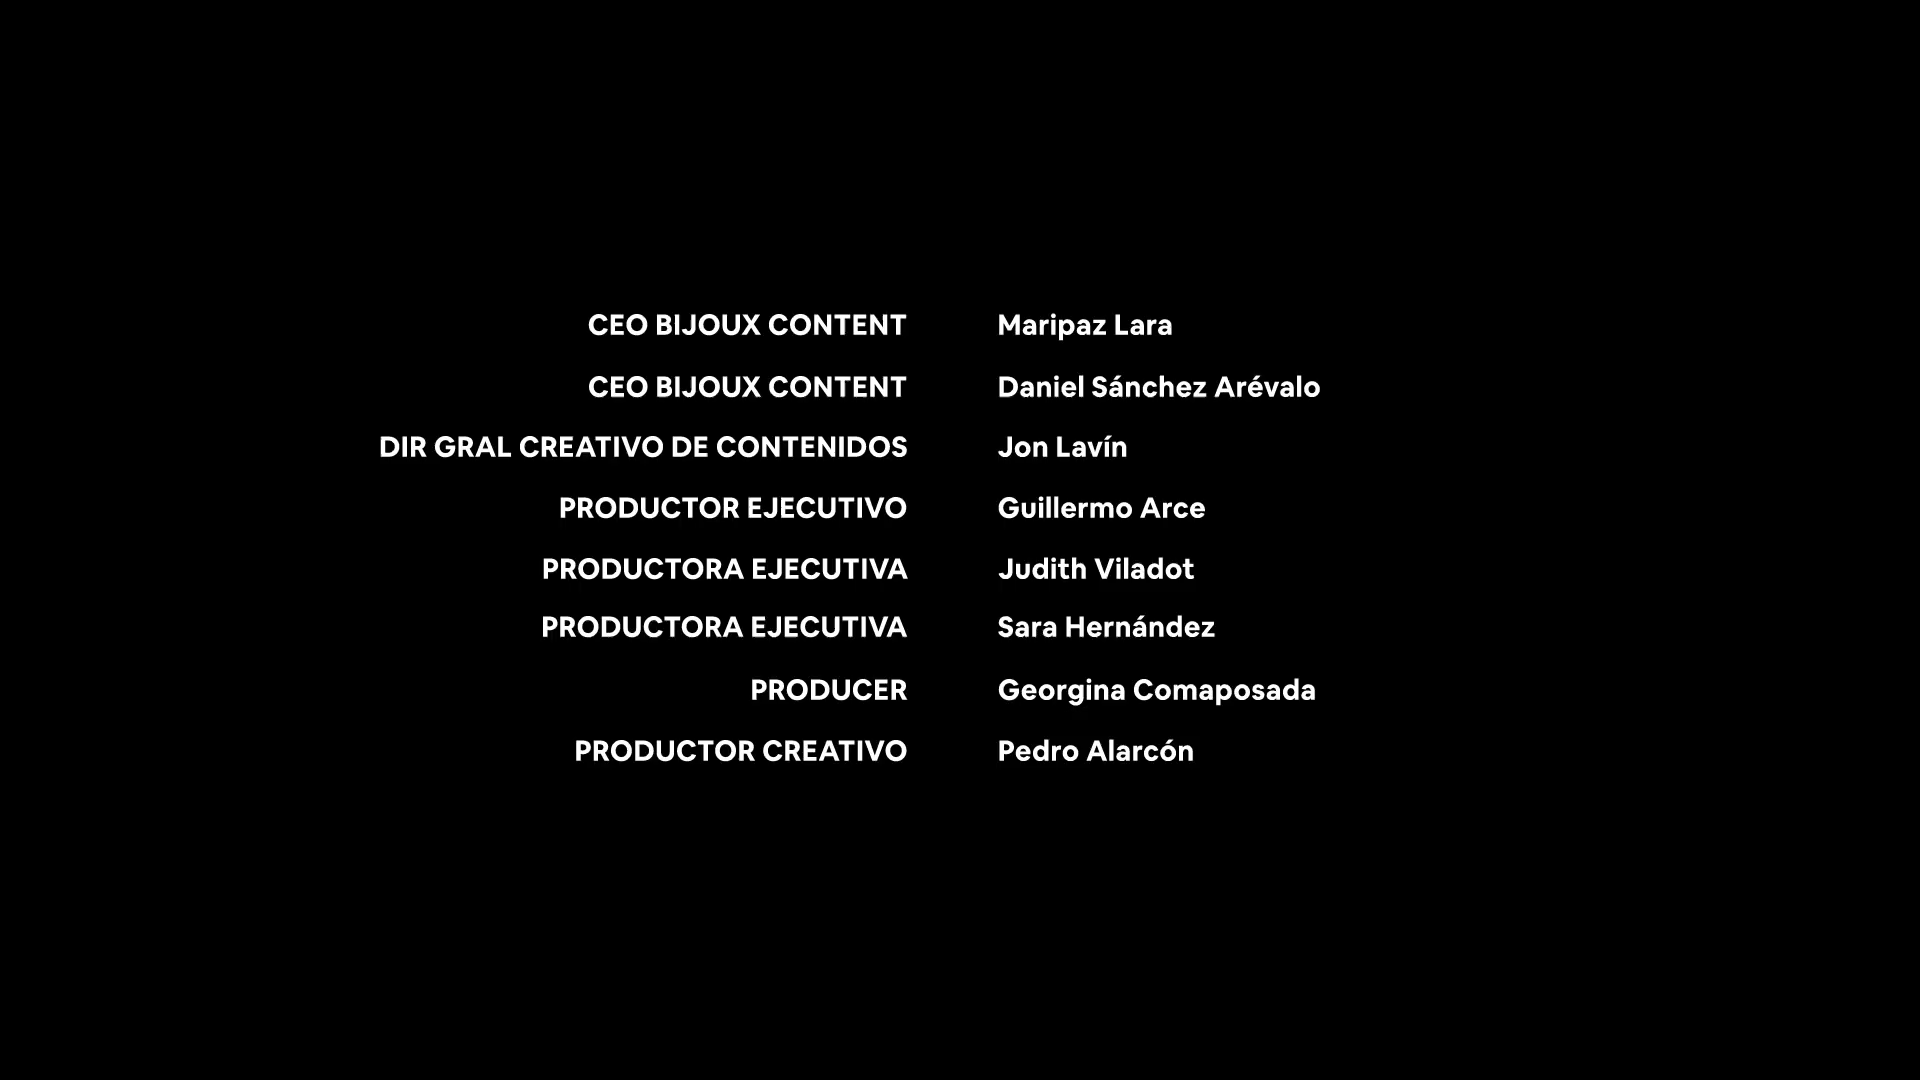 CEO BIJOUX CONTENT Maripaz Lara
CEO BIJOUX CONTENT Daniel Sánchez Arévalo
DIR GRAL CREATIVO DE CONTENIDOS Jon Lavín
PRODUCTOR EJECUTIVO Guillermo Arce
PRODUCTORA EJECUTIVA Judith Viladot
PRODUCTORA EJECUTIVA Sara Hernández
PRODUCER Georgina Comaposada
PRODUCTOR CREATIVO Pedro Alarcón